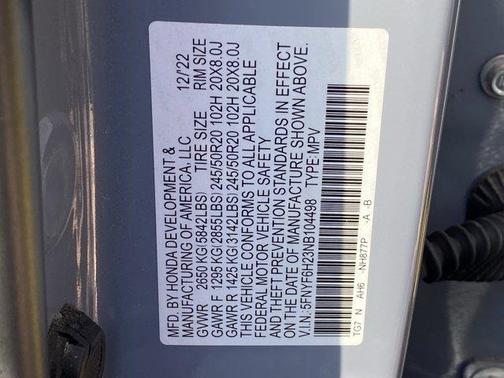 MFD. BY HONDA DEVELOPMENT &
MANUFACTURING OF AMERICA, LLC 12/22
GVWR 2650 KG(5842LBS) TIRE SIZE RIM SIZE
GAWR F 1295 KG(2855LBS) 245/50R20 102H 20X8.0J
GAWR R 1425 KG(3142LBS) 245/50R20 102H 20X8.0J
THIS VEHICLE CONFORMS TO ALL APPLICABLE
FEDERAL MOTOR VEHICLE SAFETY
AND THEFT PREVENTION STANDARDS IN EFFECT
ON THE DATE OF MANUFACTURE SHOWN ABOVE.
V.I.N.: 5FNYF6H23NB104498 TYPE: MPV
TG7 N AH6 -NH877P -A -B